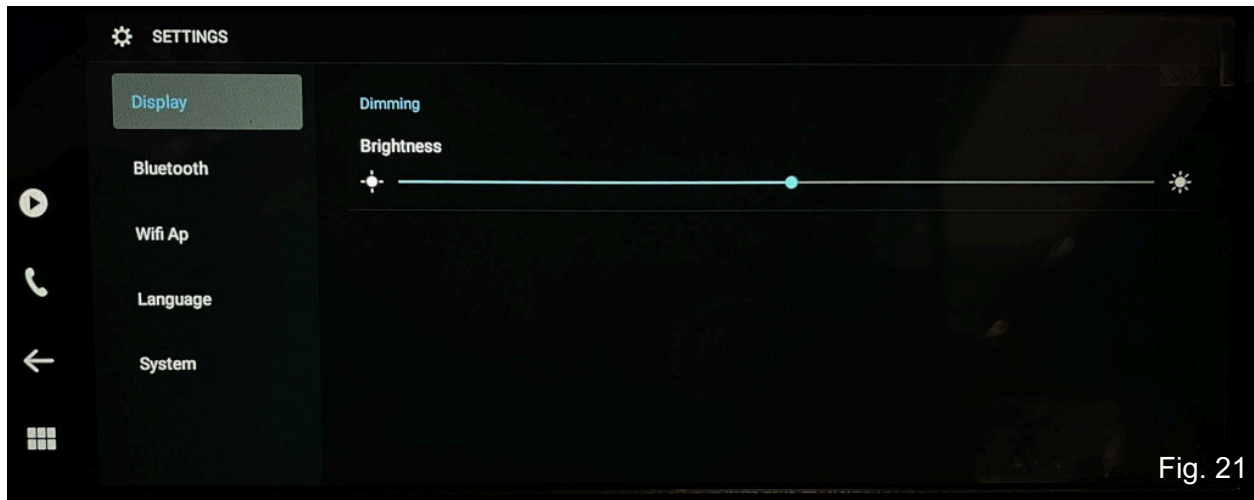 SETTINGS
Display
Bluetooth
Wifi Ap
Language
System
Dimming
Brightness
Fig. 21